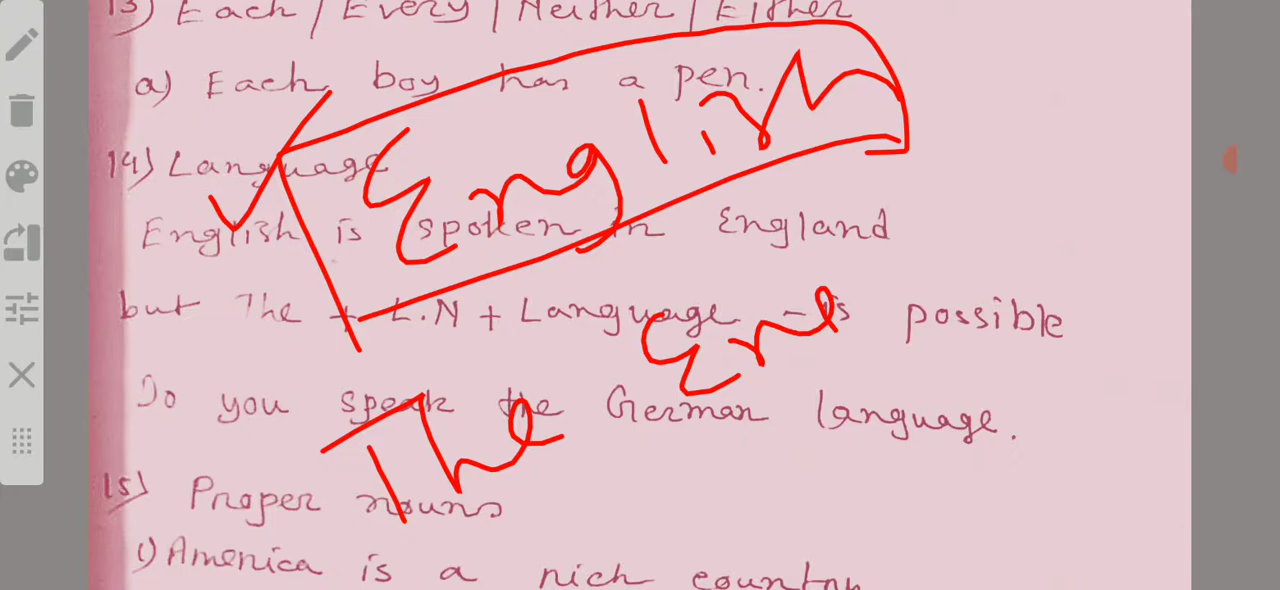 13) Each / Every / Neither / Either
a) Each boy has a pen.
English
14) Language
English is spoken in England
but The + L.N + Language - is possible
Do you speak the German language.
The
15) Proper nouns
1) America is a rich country